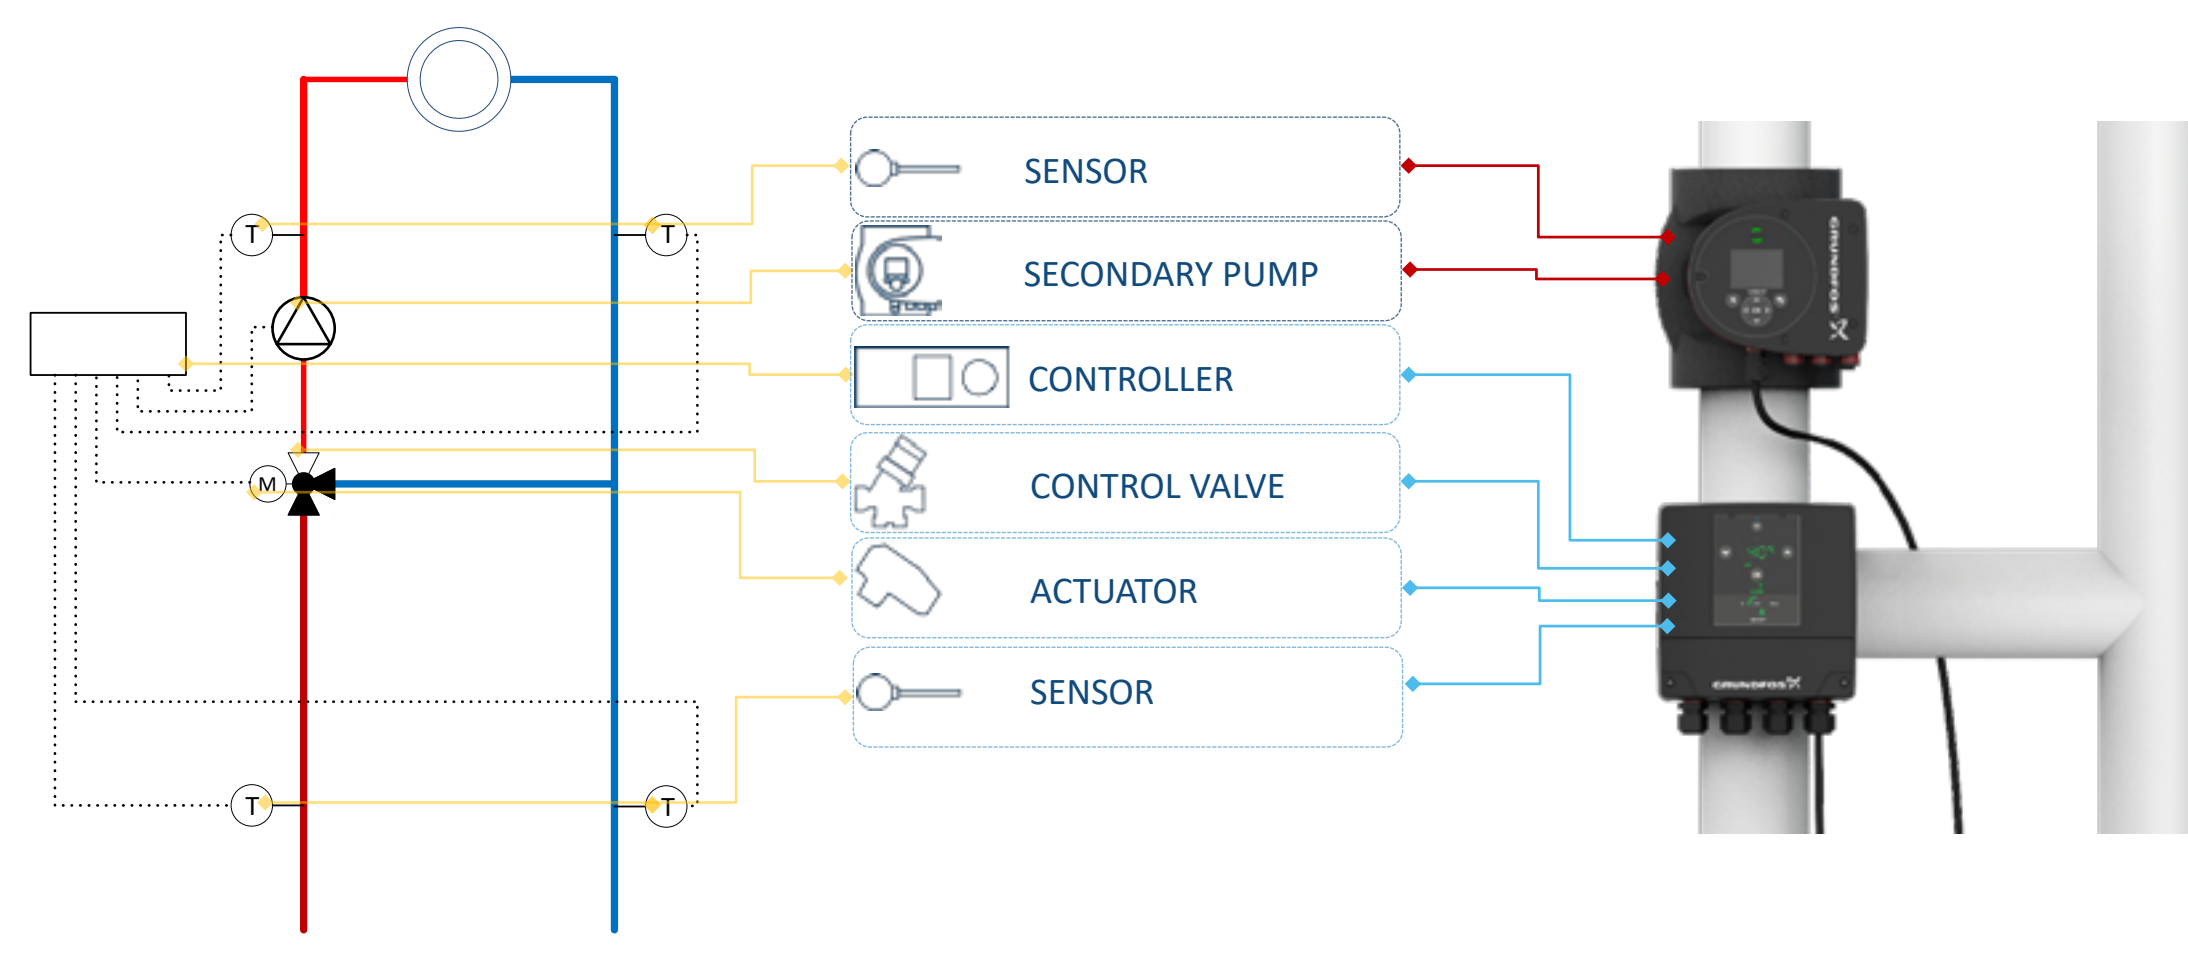 T
T
SENSOR
SECONDARY PUMP
CONTROLLER
M
CONTROL VALVE
ACTUATOR
SENSOR
T
T
GRUNDFOS
GRUNDFOS